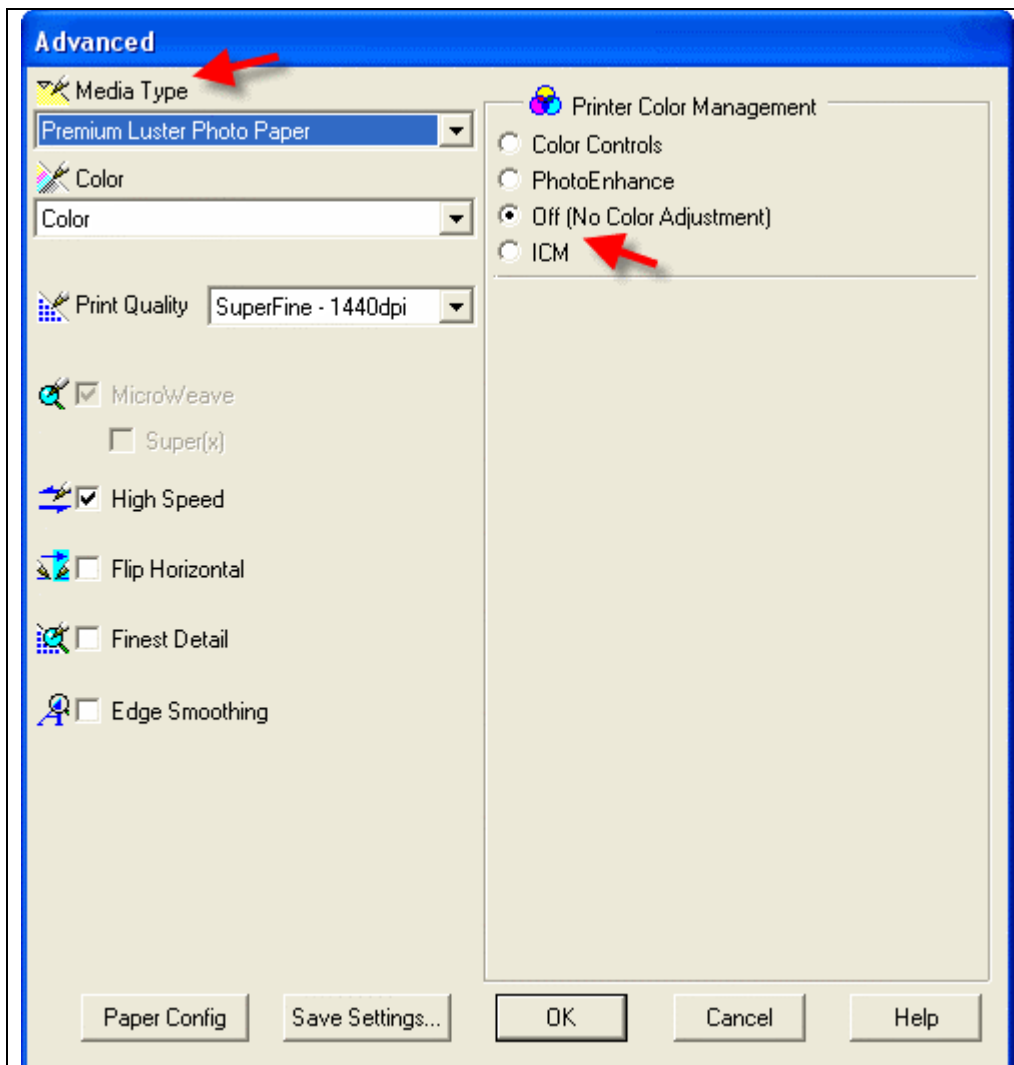 Advanced
Media Type
Premium Luster Photo Paper
Color
Color
Print Quality SuperFine - 1440dpi
MicroWeave
Super(x)
High Speed
Flip Horizontal
Finest Detail
Edge Smoothing
Printer Color Management
Color Controls
PhotoEnhance
Off (No Color Adjustment)
ICM
Paper Config Save Settings... OK Cancel Help